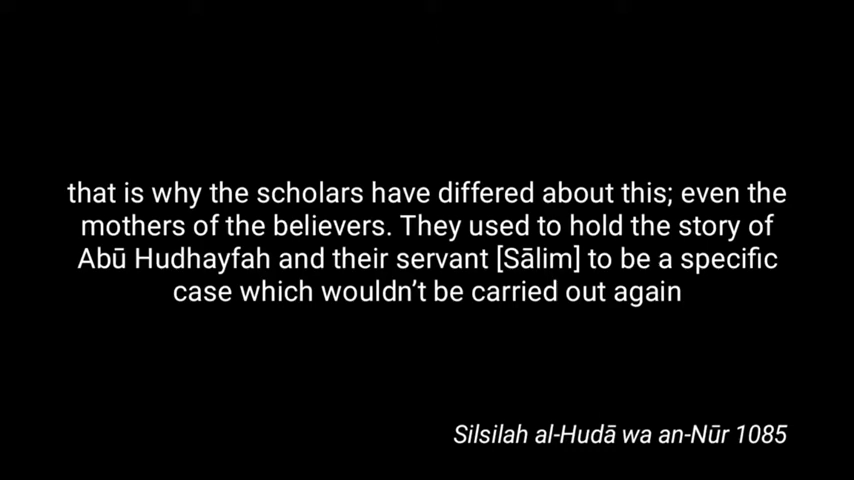 that is why the scholars have differed about this; even the
mothers of the believers. They used to hold the story of
Abū Hudhayfah and their servant [Sālim] to be a specific
case which wouldn’t be carried out again
Silsilah al-Hudā wa an-Nūr 1085